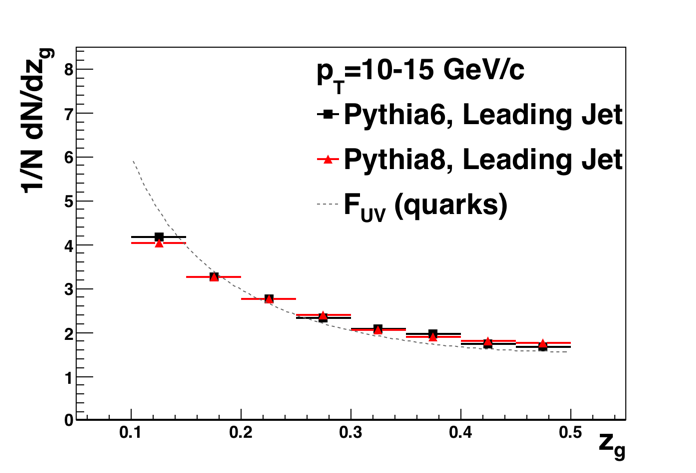 p_T=10-15 GeV/c
Pythia6, Leading Jet
Pythia8, Leading Jet
F_UV (quarks)
1/N dN/dz_g
8
7
6
5
4
3
2
1
0
0.1 0.2 0.3 0.4 0.5
z_g